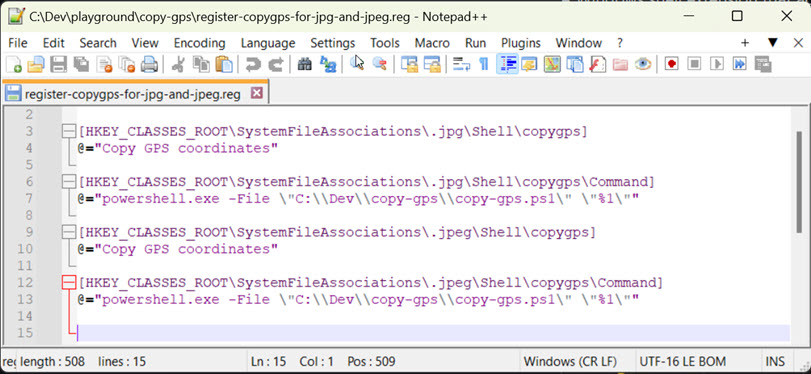 C:\Dev\playground\copy-gps\register-copygps-for-jpg-and-jpeg.reg - Notepad++
File Edit Search View Encoding Language Settings Tools Macro Run Plugins Window ? + ▼ X
register-copygps-for-jpg-and-jpeg.reg
2
3 [HKEY_CLASSES_ROOT\SystemFileAssociations\.jpg\Shell\copygps]
4 @="Copy GPS coordinates"
5
6 [HKEY_CLASSES_ROOT\SystemFileAssociations\.jpg\Shell\copygps\Command]
7 @="powershell.exe -File \"C:\\Dev\\copy-gps\\copy-gps.ps1\" \"%1\""
8
9 [HKEY_CLASSES_ROOT\SystemFileAssociations\.jpeg\Shell\copygps]
10 @="Copy GPS coordinates"
11
12 [HKEY_CLASSES_ROOT\SystemFileAssociations\.jpeg\Shell\copygps\Command]
13 @="powershell.exe -File \"C:\\Dev\\copy-gps\\copy-gps.ps1\" \"%1\""
14
15
length : 508 lines : 15 Ln : 15 Col : 1 Pos : 509 Windows (CR LF) UTF-16 LE BOM INS